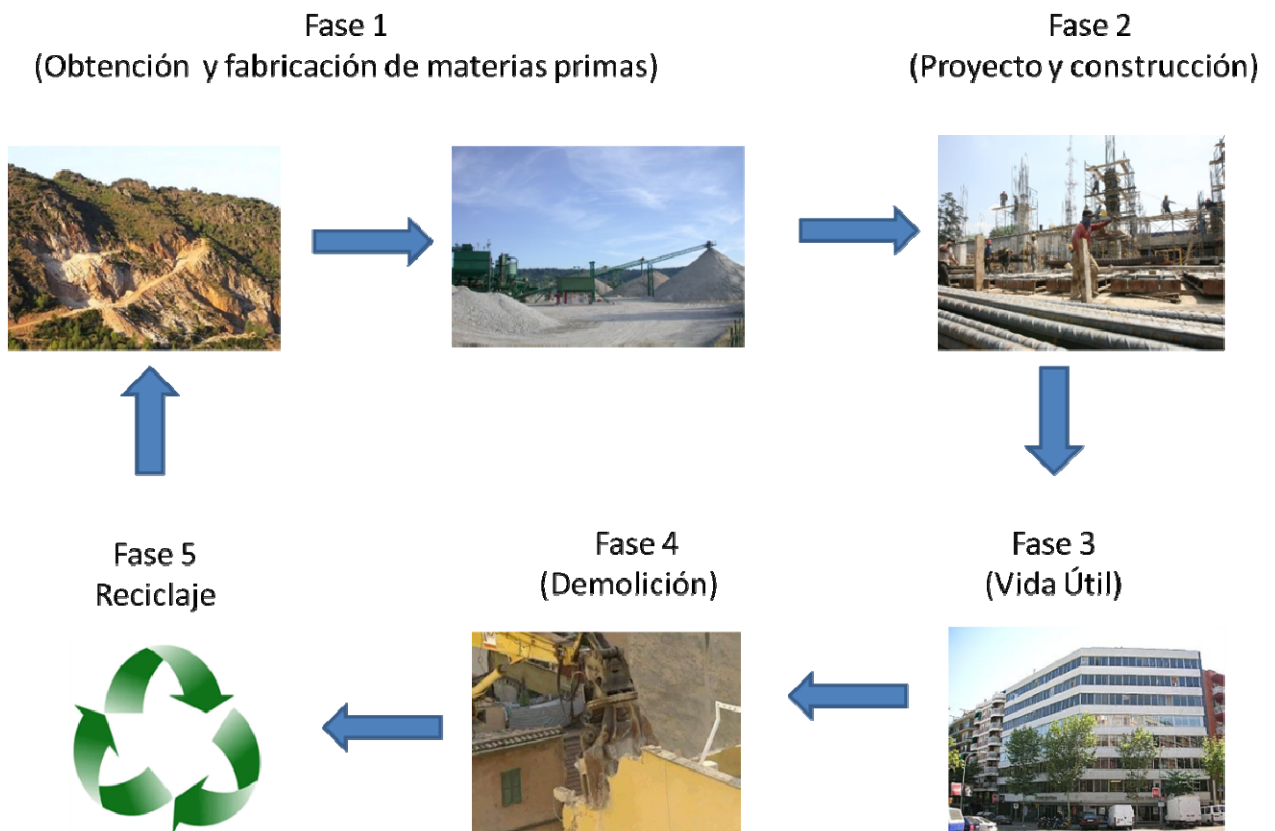 Fase 1
(Obtención y fabricación de materias primas)
Fase 2
(Proyecto y construcción)
Fase 5
Reciclaje
Fase 4
(Demolición)
Fase 3
(Vida Útil)